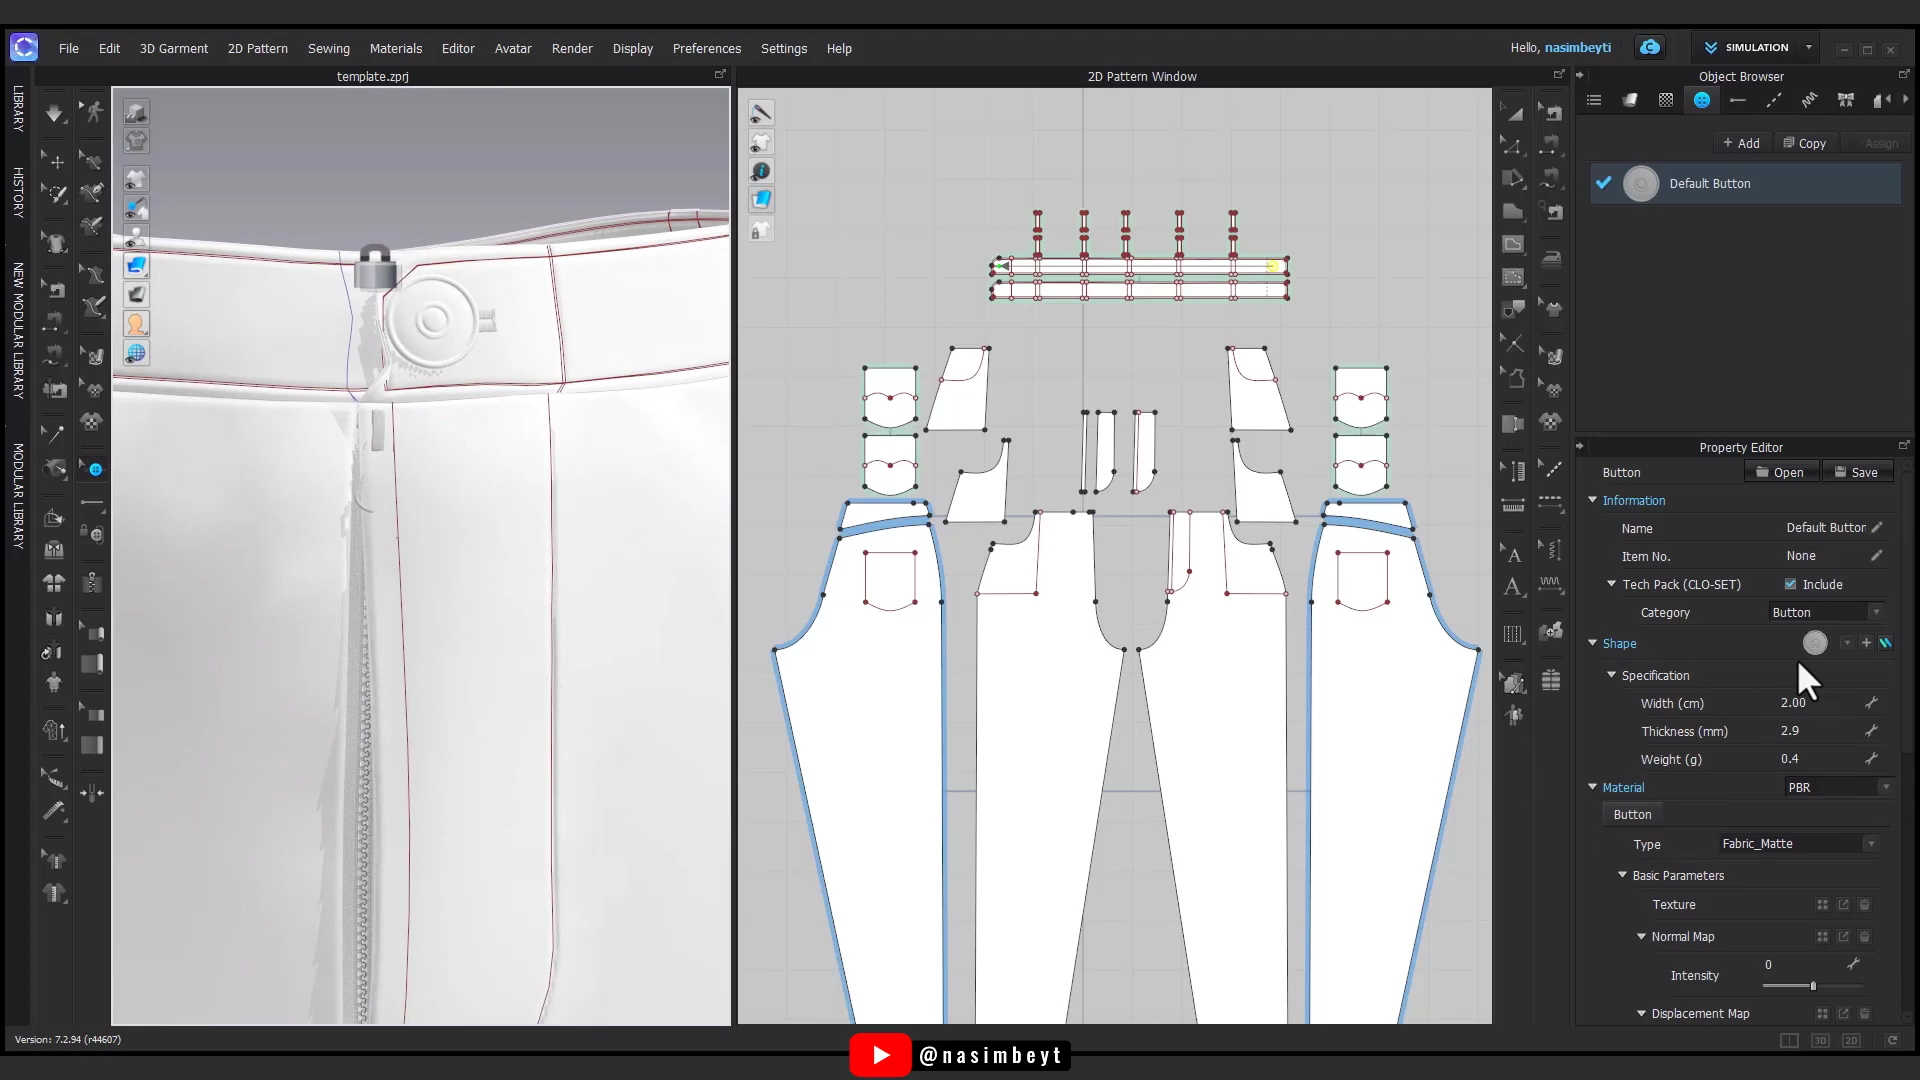 File Edit 3D Garment 2D Pattern Sewing Materials Editor Avatar Render Display Preferences Settings Help
Hello, nasimbeyti
SIMULATION
template.zprj
2D Pattern Window
Object Browser
LIBRARY
HISTORY
NEW MODULAR LIBRARY
MODULAR LIBRARY
+ Add
Copy
Assign
Default Button
Property Editor
Button
Open
Save
Information
Name
Default Button
Item No.
None
Tech Pack (CLO-SET)
Include
Category
Button
Shape
Specification
Width (cm)
2.00
Thickness (mm)
2.9
Weight (g)
0.4
Material
PBR
Button
Type
Fabric_Matte
Basic Parameters
Texture
Normal Map
Intensity
0
Displacement Map
Version: 7.2.94 (r44607)
3D
2D
@nasimbeyt